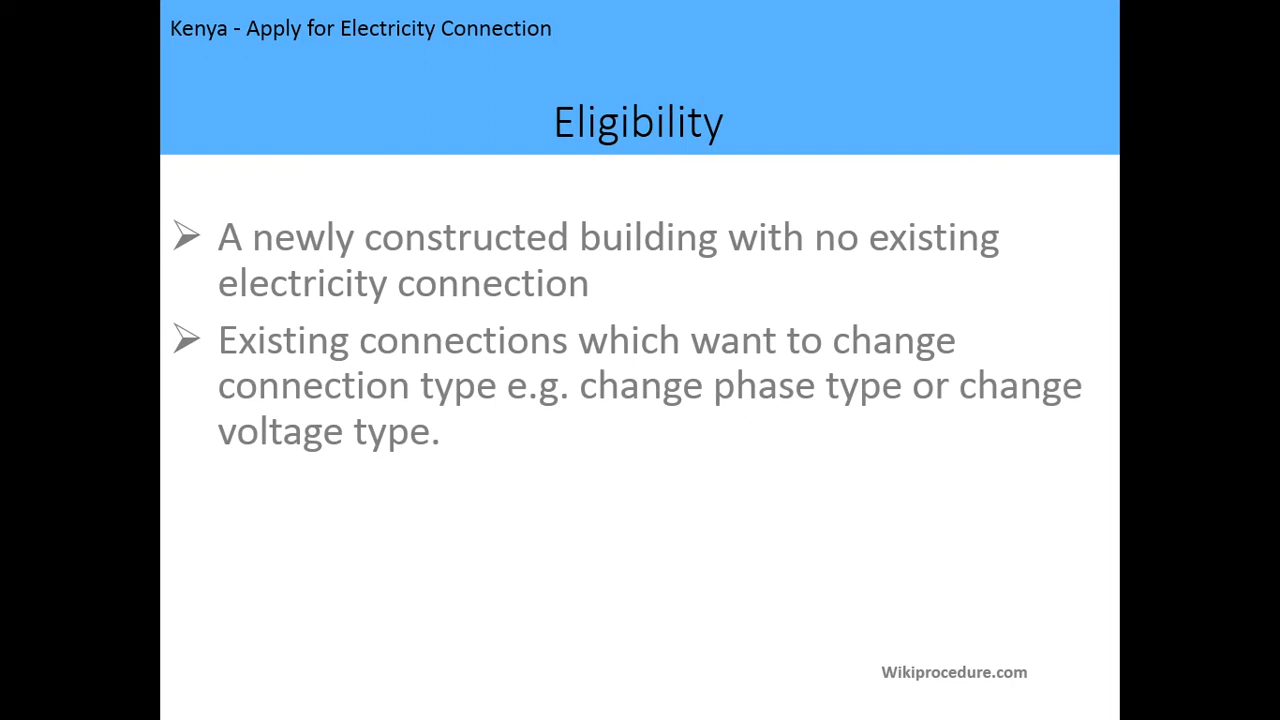 Kenya - Apply for Electricity Connection
Eligibility
➢ A newly constructed building with no existing
electricity connection
➢ Existing connections which want to change
connection type e.g. change phase type or change
voltage type.
Wikiprocedure.com